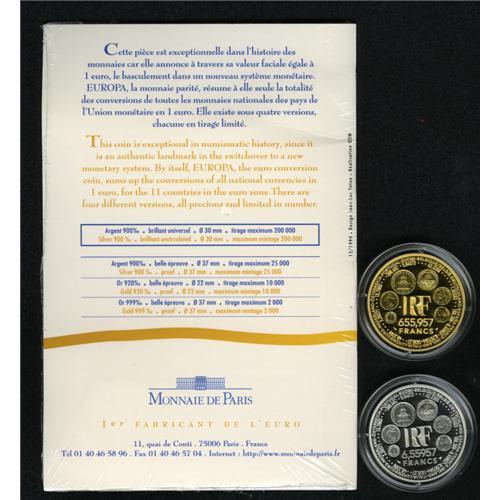 Cette pièce est exceptionnelle dans l'histoire des
monnaies car elle annonce à travers sa valeur faciale égale à
1 euro, le basculement dans un nouveau système monétaire.
EUROPA, la monnaie parité, résume à elle seule la totalité
des conversions de toutes les monnaies nationales des pays de
l'Union monétaire en 1 euro. Elle existe sous quatre versions,
chacune en tirage limité.
This coin is exceptional in numismatic history, since it
is an authentic landmark in the switchover to a new
monetary system. By itself, EUROPA, the euro conversion
coin, sums up the conversions of all national currencies in
1 euro, for the 11 countries in the euro zone. There are
four different versions, all precious and limited in number.
Argent 900‰ . brillant universel . Ø 30 mm . tirage maximum 200 000
Silver 900 ‰ . brilliant uncirculated . Ø 30 mm . maximum mintage 200 000
Argent 900‰ . belle épreuve . Ø 37 mm . tirage maximum 25 000
Silver 900 ‰ . proof . Ø 37 mm . maximum mintage 25 000
Or 920‰ . belle épreuve . Ø 22 mm . tirage maximum 10 000
Gold 920 ‰ . proof . Ø 22 mm . maximum mintage 10 000
Or 999‰ . belle épreuve . Ø 37 mm . tirage maximum 2 000
Gold 999 ‰ . proof . Ø 37 mm . maximum mintage 2 000
MONNAIE DE PARIS
1er FABRICANT DE L'EURO
11, quai de Conti . 75006 Paris . France
Tél 01 40 46 58 96 . Fax 01 40 46 57 04 . Internet : http://www.monnaiedeparis.fr
RF
655,957
FRANCS
RF
6,55957
FRANCS